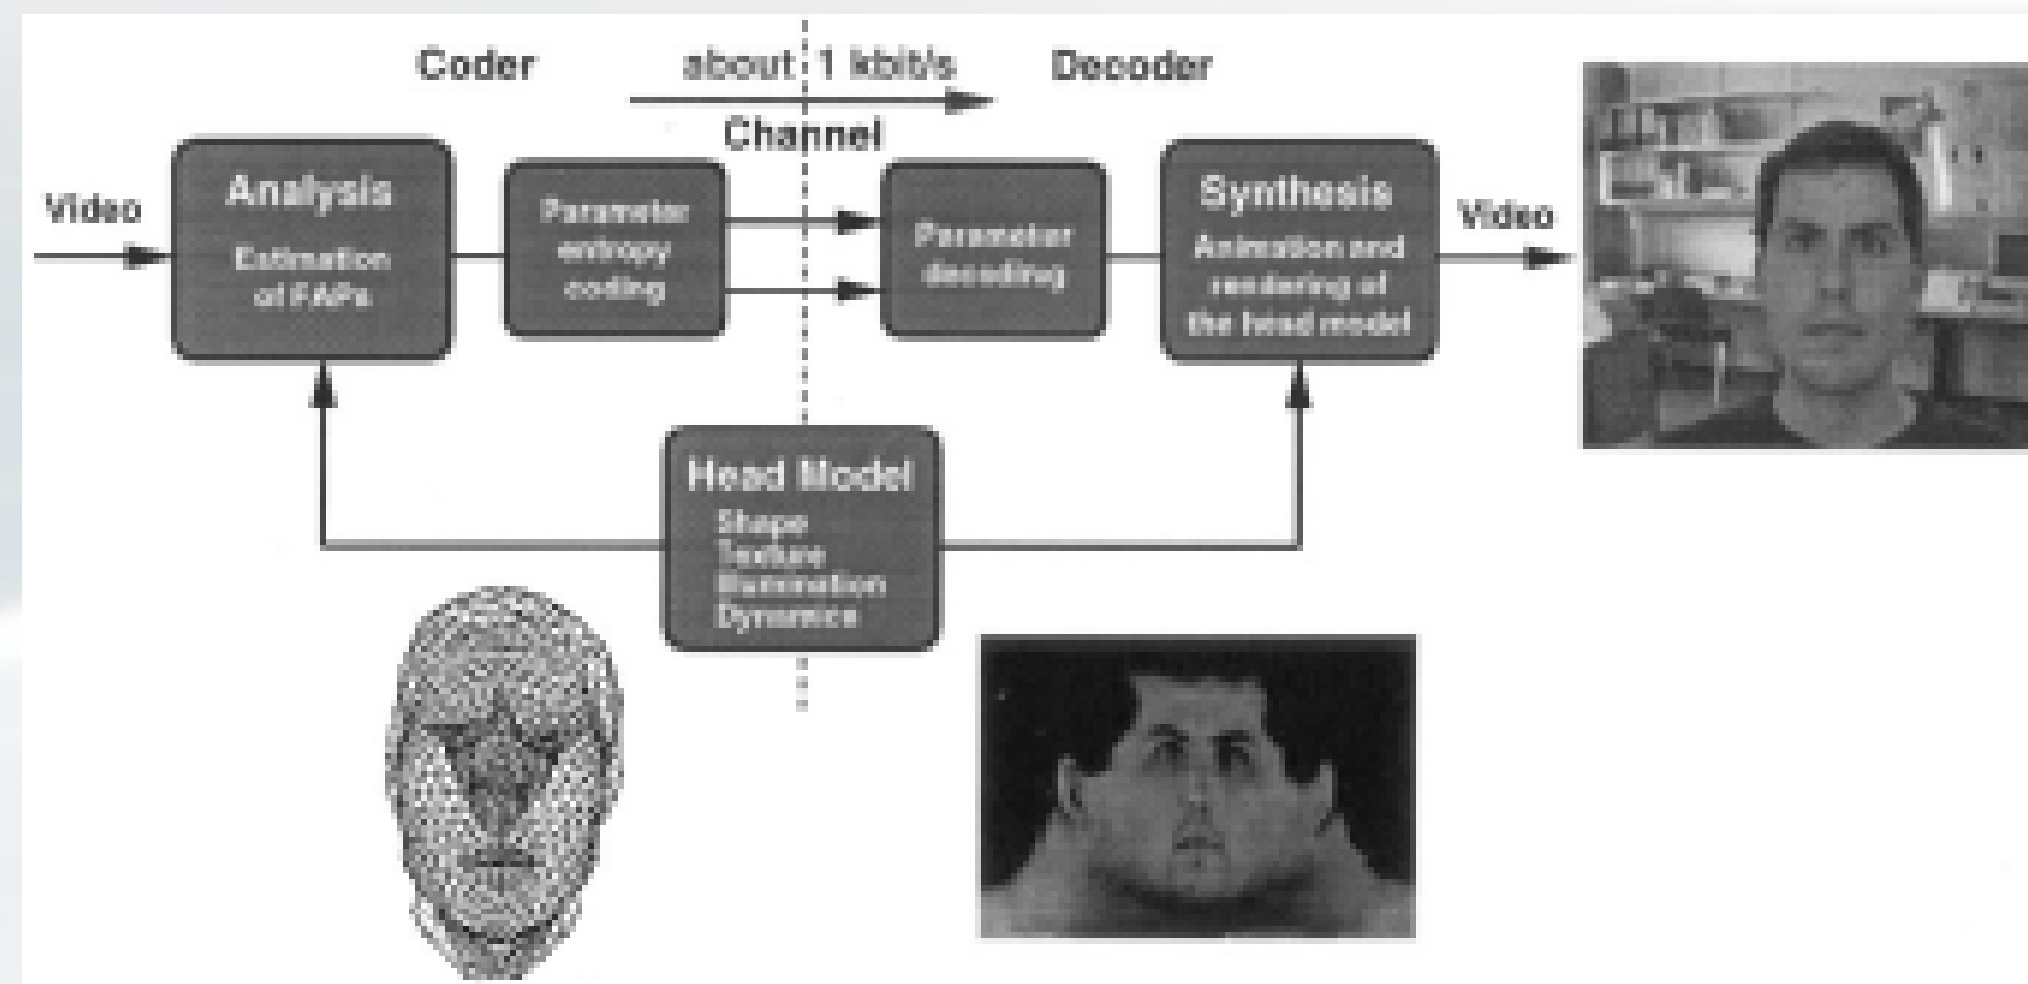 Coder
about 1 kbit/s
Decoder
Channel
Video
Analysis
Estimation
of FAPs
Parameter
entropy
coding
Parameter
decoding
Synthesis
Animation and
rendering of
the head model
Video
Head Model
Shape
Texture
Illumination
Dynamics